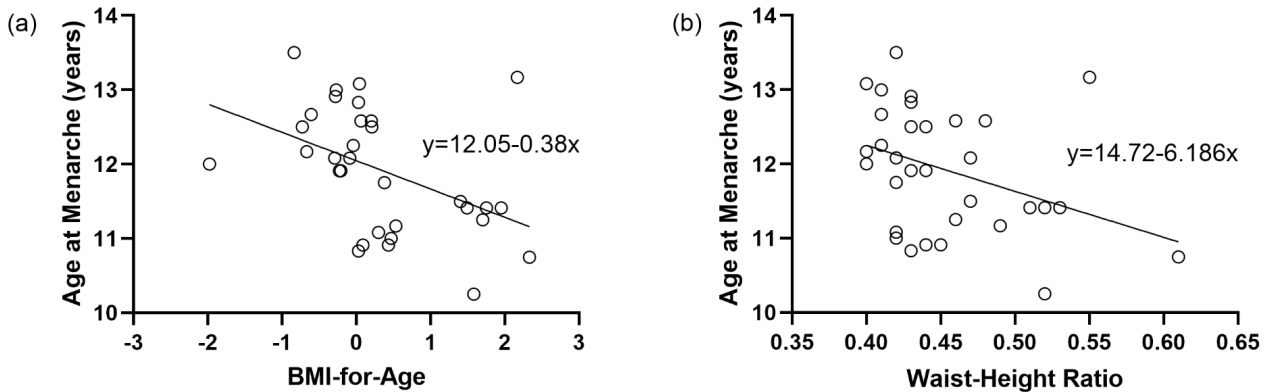 (a)
Age at Menarche (years)
14
13
12
11
10
y=12.05-0.38x
-3 -2 -1 0 1 2 3
BMI-for-Age
(b)
Age at Menarche (years)
14
13
12
11
10
y=14.72-6.186x
0.35 0.40 0.45 0.50 0.55 0.60 0.65
Waist-Height Ratio